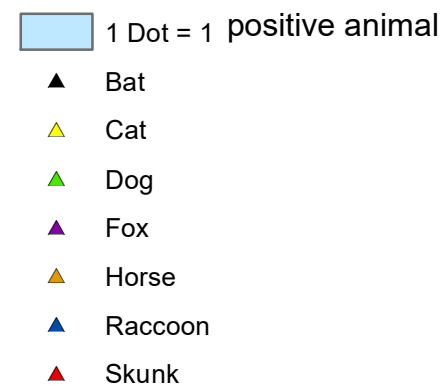 1 Dot = 1 positive animal
Bat
Cat
Dog
Fox
Horse
Raccoon
Skunk